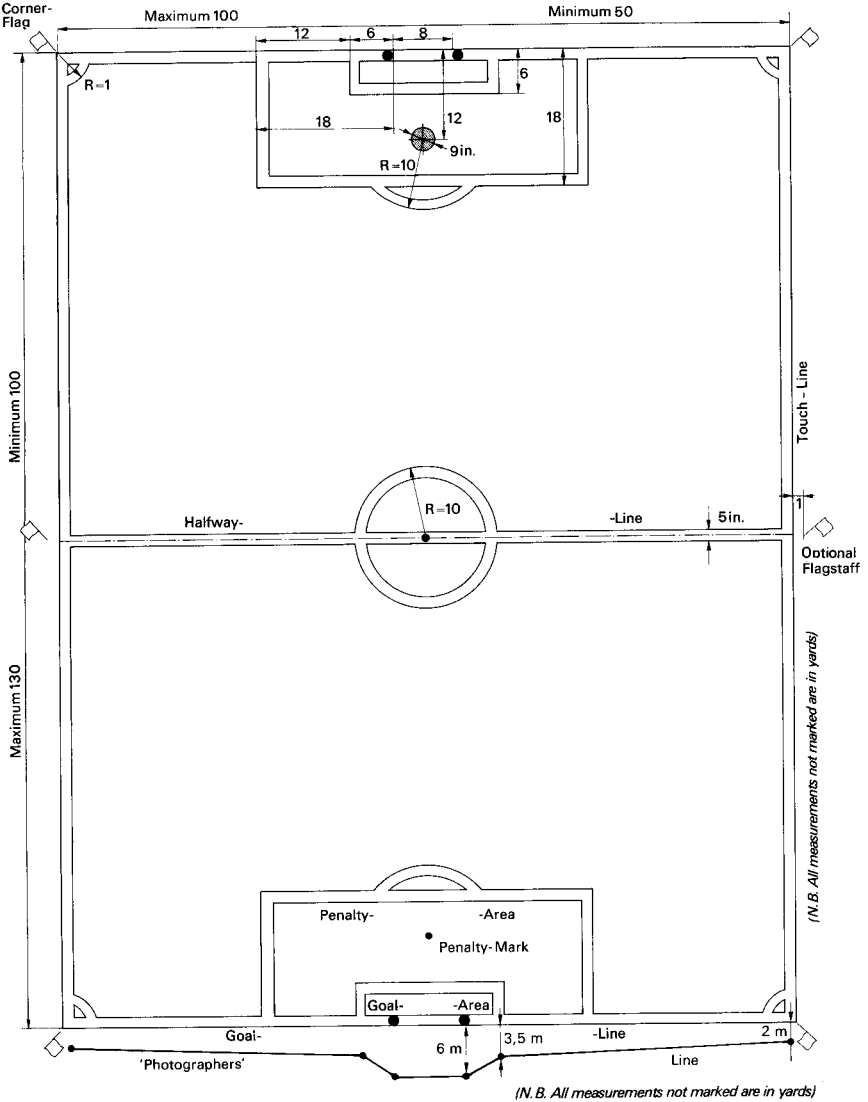 Corner-
Flag
Maximum 100
Minimum 50
12
6
8
R=1
6
18
12
18
9in.
R=10
Minimum 100
Touch - Line
R=10
Halfway-
-Line
5in.
1
Optional
Flagstaff
Maximum 130
(N.B. All measurements not marked are in yards)
Penalty-
-Area
Penalty-Mark
Goal-
-Area
Goal-
-Line
3,5 m
2 m
6 m
'Photographers'
Line
(N.B. All measurements not marked are in yards)